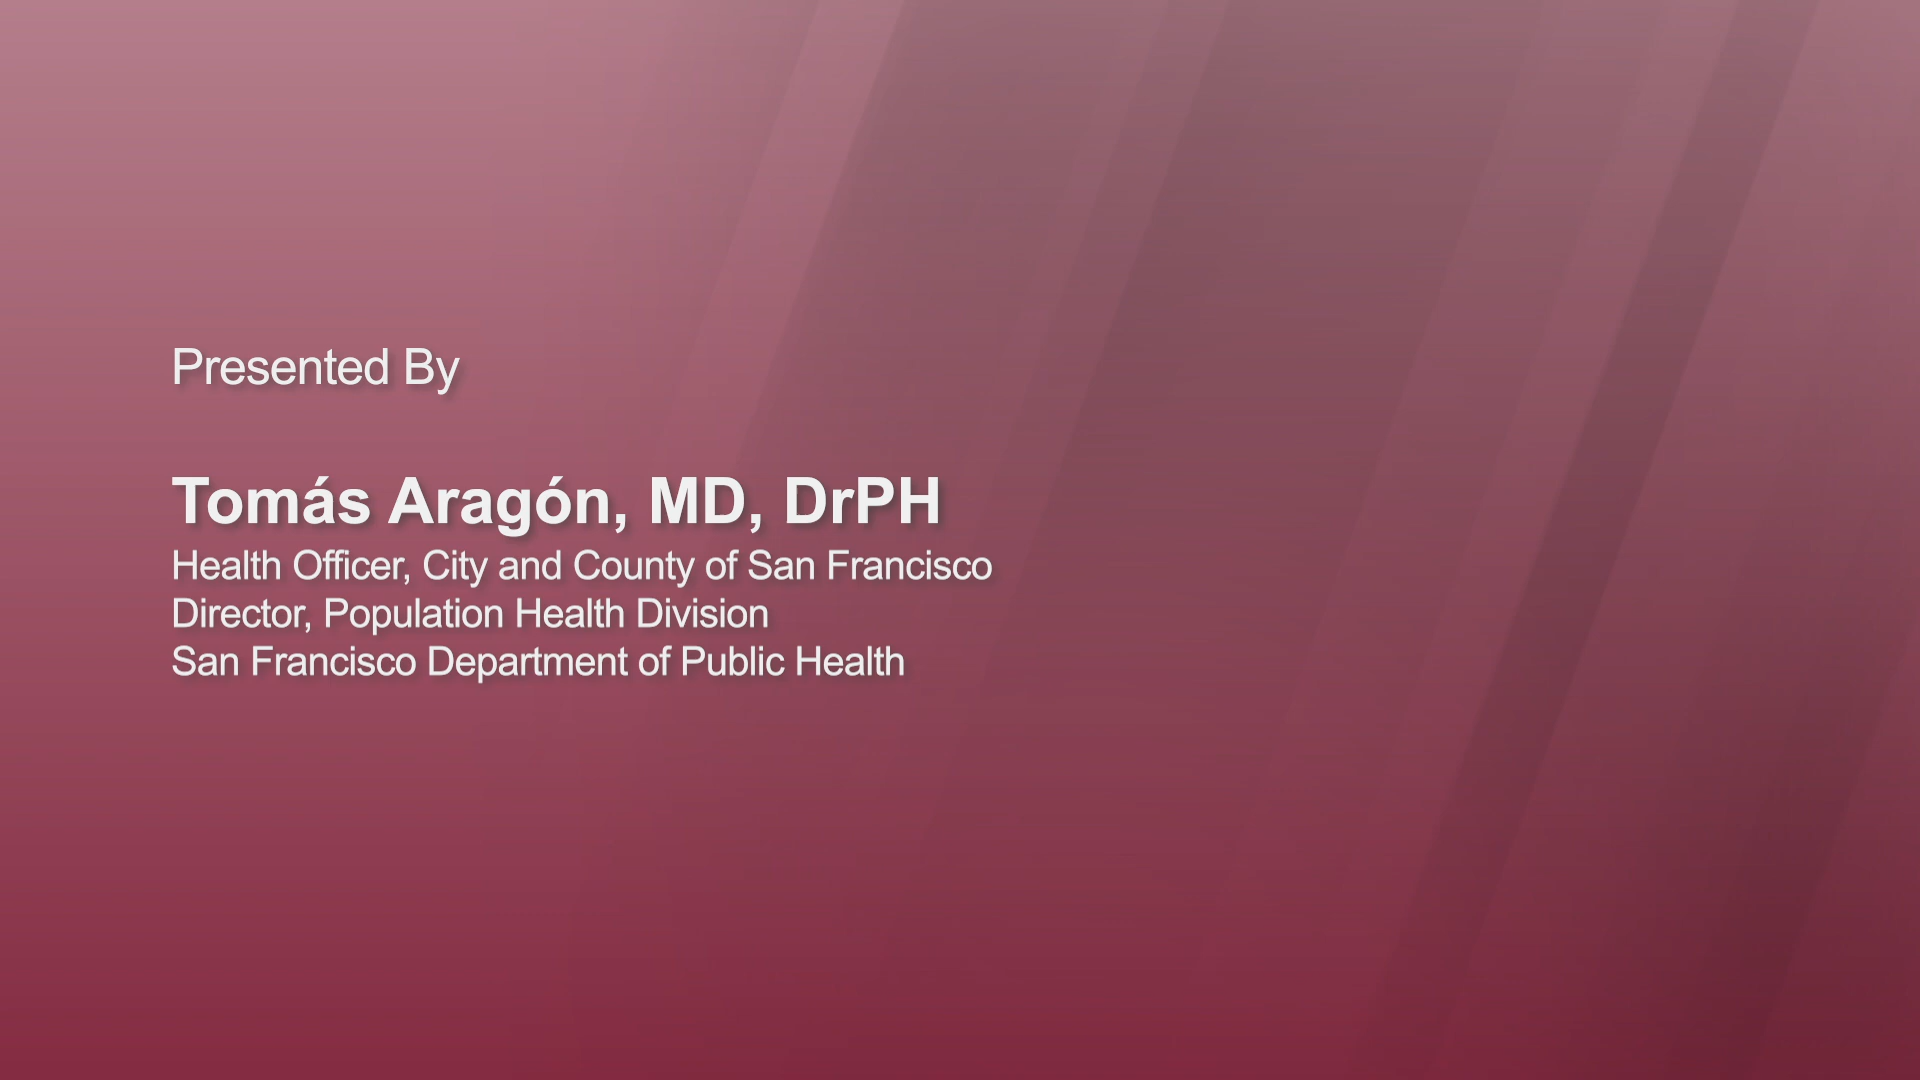 Presented By
Tomás Aragón, MD, DrPH
Health Officer, City and County of San Francisco
Director, Population Health Division
San Francisco Department of Public Health